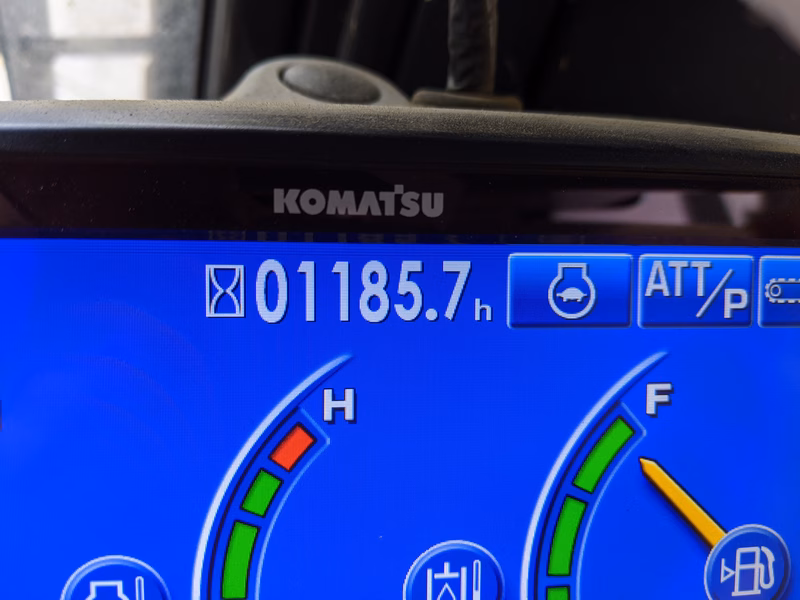 KOMATSU
01185.7h
ATT/P
H
F